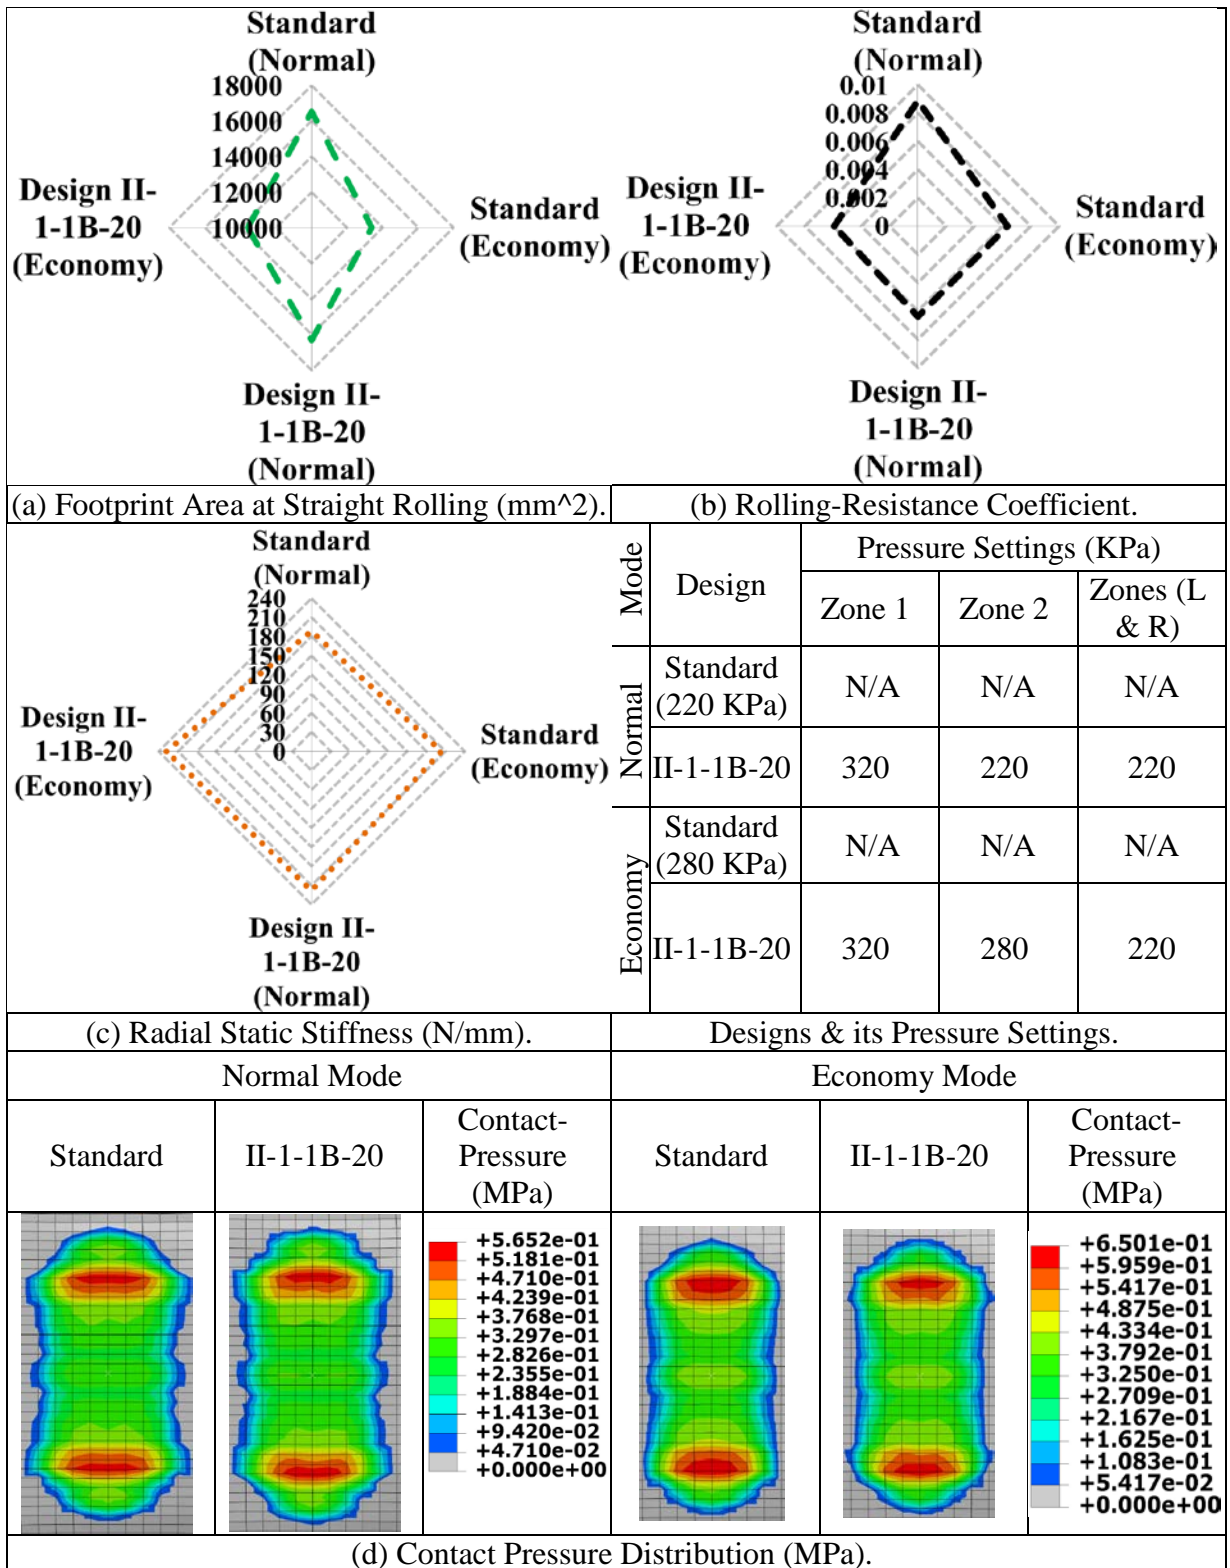 Standard
(Normal)
18000
16000
14000
12000
10000
Design II-
1-1B-20
(Economy)
Standard
(Economy)
Design II-
1-1B-20
(Normal)
(a) Footprint Area at Straight Rolling (mm^2).
Standard
(Normal)
0.01
0.008
0.006
0.004
0.002
0
Design II-
1-1B-20
(Economy)
Standard
(Economy)
Design II-
1-1B-20
(Normal)
(b) Rolling-Resistance Coefficient.
Standard
(Normal)
240
210
180
150
120
90
60
30
0
Design II-
1-1B-20
(Economy)
Standard
(Economy)
Design II-
1-1B-20
(Normal)
(c) Radial Static Stiffness (N/mm).
Mode
Design
Pressure Settings (KPa)
Zone 1
Zone 2
Zones (L
& R)
Normal
Standard
(220 KPa)
N/A
N/A
N/A
II-1-1B-20
320
220
220
Economy
Standard
(280 KPa)
N/A
N/A
N/A
II-1-1B-20
320
280
220
Designs & its Pressure Settings.
Normal Mode
Economy Mode
Standard
II-1-1B-20
Contact-
Pressure
(MPa)
Standard
II-1-1B-20
Contact-
Pressure
(MPa)
+5.652e-01
+5.181e-01
+4.710e-01
+4.239e-01
+3.768e-01
+3.297e-01
+2.826e-01
+2.355e-01
+1.884e-01
+1.413e-01
+9.420e-02
+4.710e-02
+0.000e+00
+6.501e-01
+5.959e-01
+5.417e-01
+4.875e-01
+4.334e-01
+3.792e-01
+3.250e-01
+2.709e-01
+2.167e-01
+1.625e-01
+1.083e-01
+5.417e-02
+0.000e+00
(d) Contact Pressure Distribution (MPa).